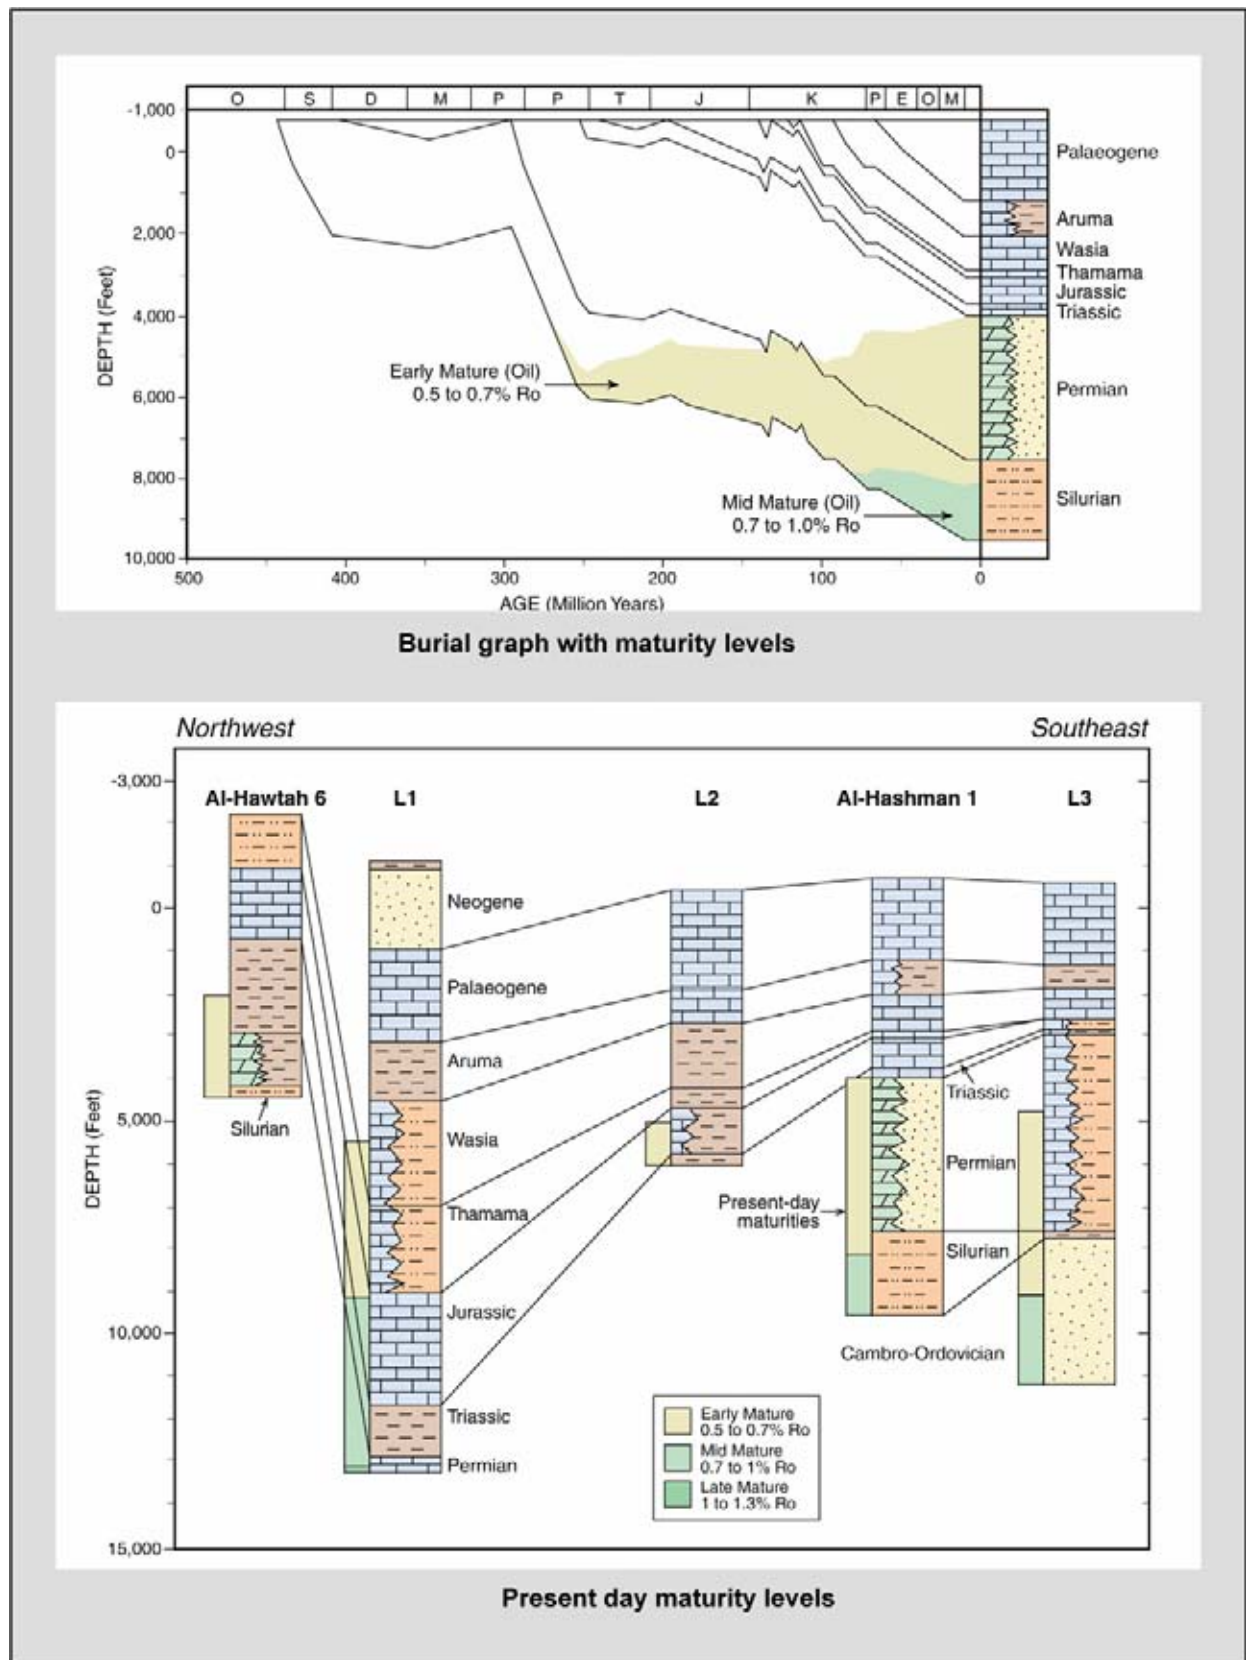 O S D M P P T J K P E O M
-1,000
0
2,000
4,000
6,000
8,000
10,000
DEPTH (Feet)
Palaeogene
Aruma
Wasia
Thamama
Jurassic
Triassic
Permian
Silurian
Early Mature (Oil)
0.5 to 0.7% Ro
Mid Mature (Oil)
0.7 to 1.0% Ro
500 400 300 200 100 0
AGE (Million Years)
Burial graph with maturity levels
Northwest Southeast
-3,000
0
5,000
10,000
15,000
DEPTH (Feet)
Al-Hawtah 6 L1 L2 Al-Hashman 1 L3
Silurian
Neogene
Palaeogene
Aruma
Wasia
Thamama
Jurassic
Triassic
Permian
Present-day
maturities
Triassic
Permian
Silurian
Cambro-Ordovician
Early Mature
0.5 to 0.7% Ro
Mid Mature
0.7 to 1% Ro
Late Mature
1 to 1.3% Ro
Present day maturity levels